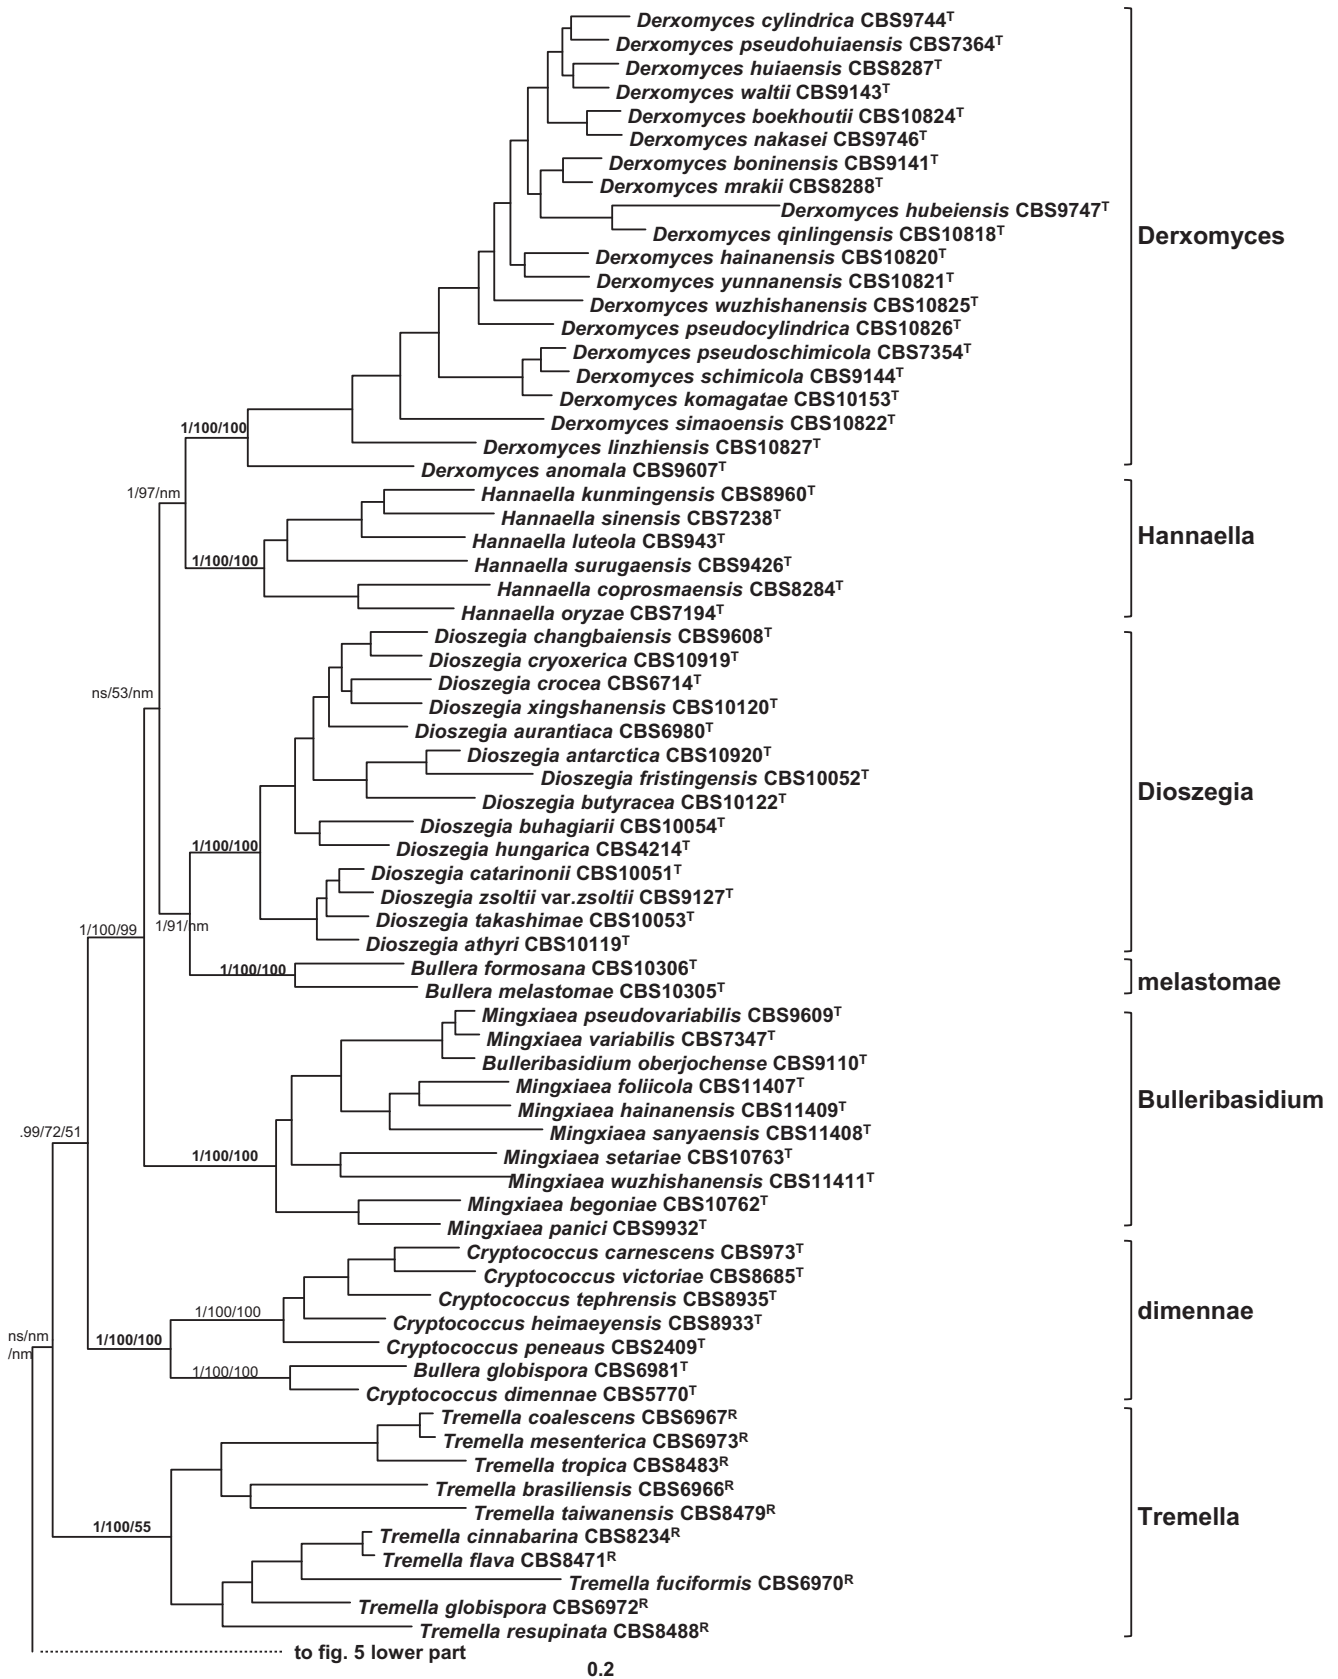 Derxomyces cylindrica CBS9744T
Derxomyces pseudohuiaensis CBS7364T
Derxomyces huiaensis CBS8287T
Derxomyces waltii CBS9143T
Derxomyces boekhoutii CBS10824T
Derxomyces nakasei CBS9746T
Derxomyces boninensis CBS9141T
Derxomyces mrakii CBS8288T
Derxomyces hubeiensis CBS9747T
Derxomyces qinlingensis CBS10818T
Derxomyces
Derxomyces hainanensis CBS10820T
Derxomyces yunnanensis CBS10821T
Derxomyces wuzhishanensis CBS10825T
Derxomyces pseudocylindrica CBS10826T
Derxomyces pseudoschimicola CBS7354T
Derxomyces schimicola CBS9144T
Derxomyces komagatae CBS10153T
Derxomyces simaoensis CBS10822T
1/100/100
Derxomyces linzhiensis CBS10827T
Derxomyces anomala CBS9607T
1/97/nm
Hannaella kunmingensis CBS8960T
Hannaella sinensis CBS7238T
Hannaella
Hannaella luteola CBS943T
1/100/100
Hannaella surugaensis CBS9426T
Hannaella coprosmaensis CBS8284T
Hannaella oryzae CBS7194T
Dioszegia changbaiensis CBS9608T
Dioszegia cryoxerica CBS10919T
Dioszegia crocea CBS6714T
ns/53/nm
Dioszegia xingshanensis CBS10120T
Dioszegia aurantiaca CBS6980T
Dioszegia antarctica CBS10920T
Dioszegia fristingensis CBS10052T
Dioszegia
Dioszegia butyracea CBS10122T
Dioszegia buhagiarii CBS10054T
1/100/100
Dioszegia hungarica CBS4214T
Dioszegia catarinonii CBS10051T
Dioszegia zsoltii var.zsoltii CBS9127T
Dioszegia takashimae CBS10053T
1/91/nm
1/100/99
Dioszegia athyri CBS10119T
1/100/100
Bullera formosana CBS10306T
melastomae
Bullera melastomae CBS10305T
Mingxiaea pseudovariabilis CBS9609T
Mingxiaea variabilis CBS7347T
Bulleribasidium oberjochense CBS9110T
Mingxiaea foliicola CBS11407T
Bulleribasidium
Mingxiaea hainanensis CBS11409T
Mingxiaea sanyaensis CBS11408T
.99/72/51
1/100/100
Mingxiaea setariae CBS10763T
Mingxiaea wuzhishanensis CBS11411T
Mingxiaea begoniae CBS10762T
Mingxiaea panici CBS9932T
Cryptococcus carnescens CBS973T
Cryptococcus victoriae CBS8685T
Cryptococcus tephrensis CBS8935T
dimennae
1/100/100
Cryptococcus heimaeyensis CBS8933T
ns/nm
/nm
1/100/100
Cryptococcus peneaus CBS2409T
1/100/100
Bullera globispora CBS6981T
Cryptococcus dimennae CBS5770T
Tremella coalescens CBS6967R
Tremella mesenterica CBS6973R
Tremella tropica CBS8483R
Tremella brasiliensis CBS6966R
Tremella taiwanensis CBS8479R
Tremella
1/100/55
Tremella cinnabarina CBS8234R
Tremella flava CBS8471R
Tremella fuciformis CBS6970R
Tremella globispora CBS6972R
Tremella resupinata CBS8488R
to fig. 5 lower part
0.2